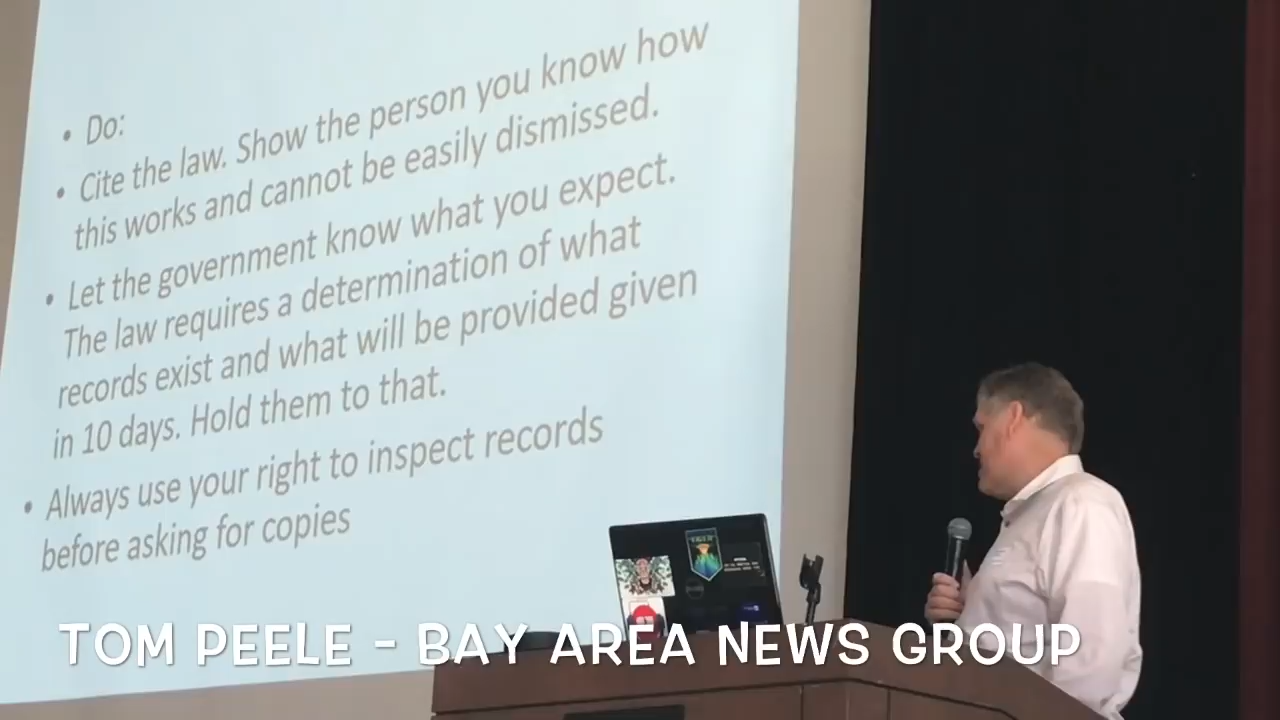 • Do:
• Cite the law. Show the person you know how
this works and cannot be easily dismissed.
• Let the government know what you expect.
The law requires a determination of what
records exist and what will be provided given
in 10 days. Hold them to that.
• Always use your right to inspect records
before asking for copies
TOM PEELE - BAY AREA NEWS GROUP